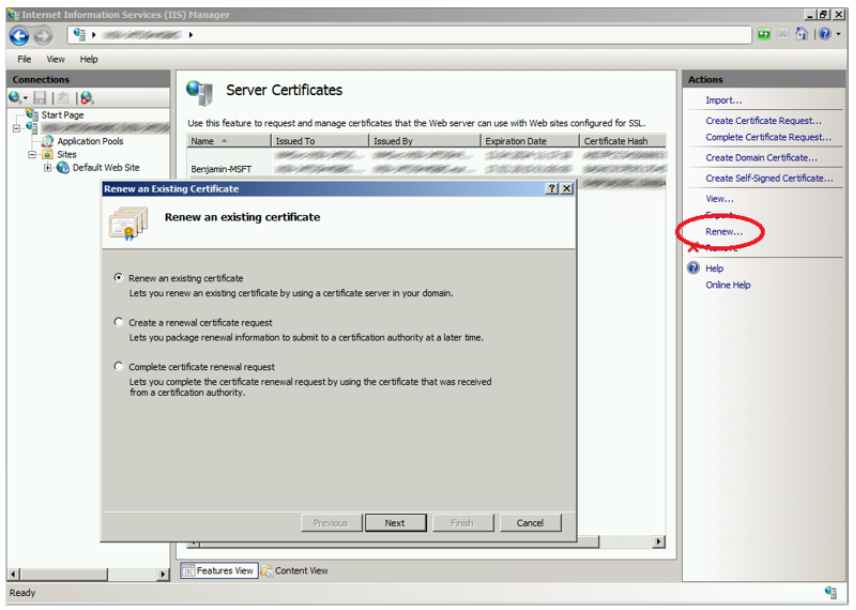 Internet Information Services (IIS) Manager
File View Help
Connections
Start Page
Application Pools
Sites
Default Web Site
Server Certificates
Use this feature to request and manage certificates that the Web server can use with Web sites configured for SSL.
Name Issued To Issued By Expiration Date Certificate Hash
Benjamin-MSFT
Renew an Existing Certificate
Renew an existing certificate
Renew an existing certificate
Lets you renew an existing certificate by using a certificate server in your domain.
Create a renewal certificate request
Lets you package renewal information to submit to a certification authority at a later time.
Complete certificate renewal request
Lets you complete the certificate renewal request by using the certificate that was received
from a certification authority.
Previous Next Finish Cancel
Features View Content View
Actions
Import...
Create Certificate Request...
Complete Certificate Request...
Create Domain Certificate...
Create Self-Signed Certificate...
View...
Export...
Renew...
Remove
Help
Online Help
Ready